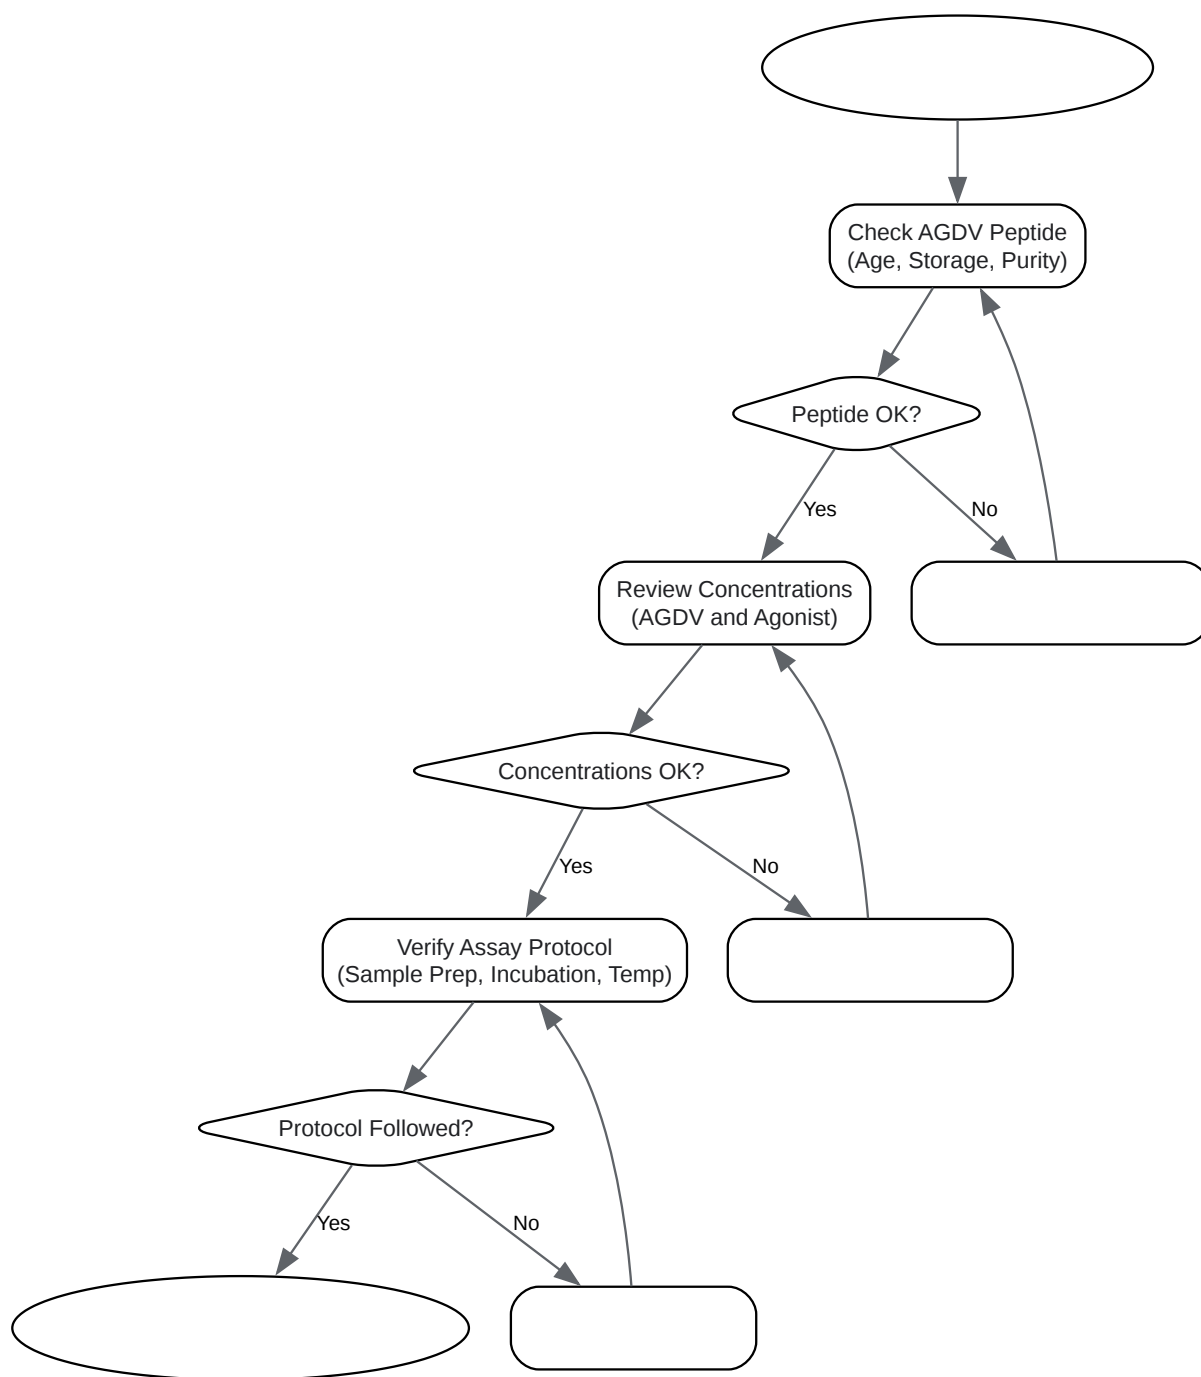 Check AGDV Peptide
(Age, Storage, Purity)
Peptide OK?
Yes
No
Review Concentrations
(AGDV and Agonist)
Concentrations OK?
Yes
No
Verify Assay Protocol
(Sample Prep, Incubation, Temp)
Protocol Followed?
Yes
No